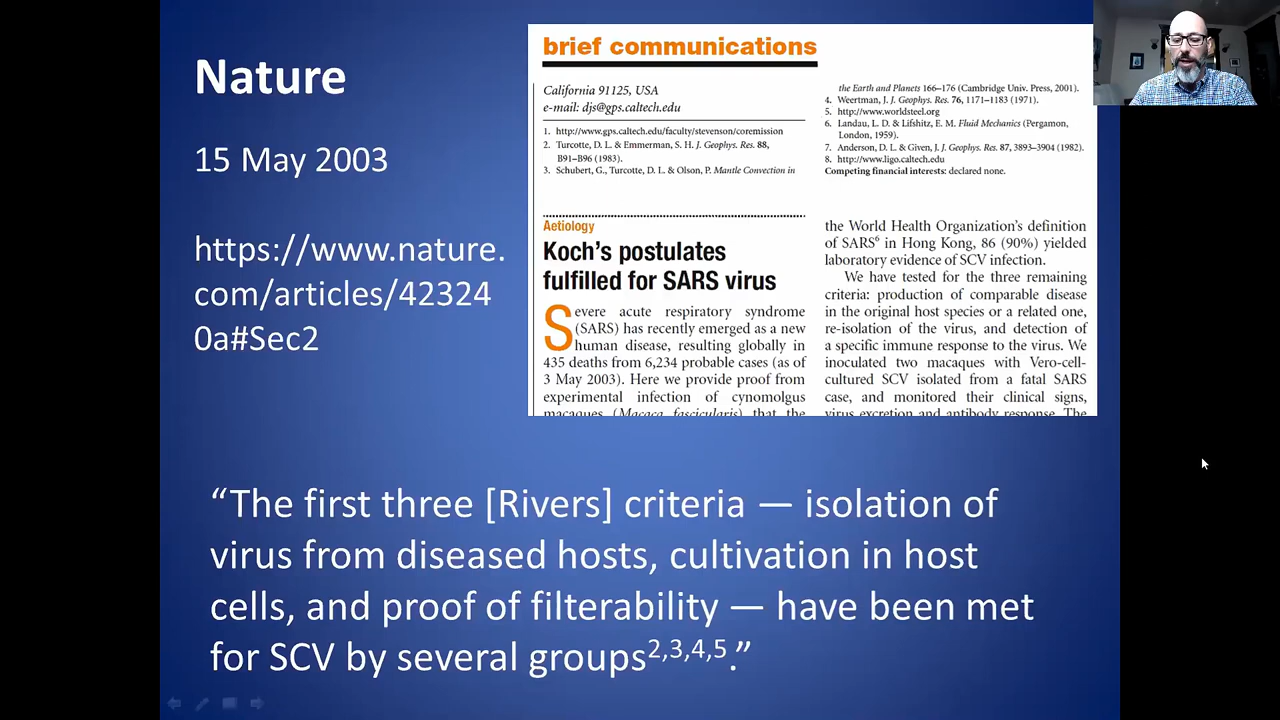 Nature
15 May 2003
https://www.nature.
com/articles/42324
0a#Sec2
brief communications
California 91125, USA
e-mail: djs@gps.caltech.edu
1. http://www.gps.caltech.edu/faculty/stevenson/coremission
2. Turcotte, D. L. & Emmerman, S. H. J. Geophys. Res. 88,
B91–B96 (1983).
3. Schubert, G., Turcotte, D. L. & Olson, P. Mantle Convection in
the Earth and Planets 166–176 (Cambridge Univ. Press, 2001).
4. Weertman, J. J. Geophys. Res. 76, 1171–1183 (1971).
5. http://www.worldsteel.org
6. Landau, L. D. & Lifshitz, E. M. Fluid Mechanics (Pergamon,
London, 1959).
7. Anderson, D. L. & Given, J. J. Geophys. Res. 87, 3893–3904 (1982).
8. http://www.ligo.caltech.edu
Competing financial interests: declared none.
Aetiology
Koch's postulates
fulfilled for SARS virus
Severe acute respiratory syndrome
(SARS) has recently emerged as a new
human disease, resulting globally in
435 deaths from 6,234 probable cases (as of
3 May 2003). Here we provide proof from
experimental infection of cynomolgus
macaques (Macaca fascicularis) that the
the World Health Organization's definition
of SARS6 in Hong Kong, 86 (90%) yielded
laboratory evidence of SCV infection.
We have tested for the three remaining
criteria: production of comparable disease
in the original host species or a related one,
re-isolation of the virus, and detection of
a specific immune response to the virus. We
inoculated two macaques with Vero-cell-
cultured SCV isolated from a fatal SARS
case, and monitored their clinical signs,
virus excretion and antibody response. The
“The first three [Rivers] criteria — isolation of
virus from diseased hosts, cultivation in host
cells, and proof of filterability — have been met
for SCV by several groups2,3,4,5.”